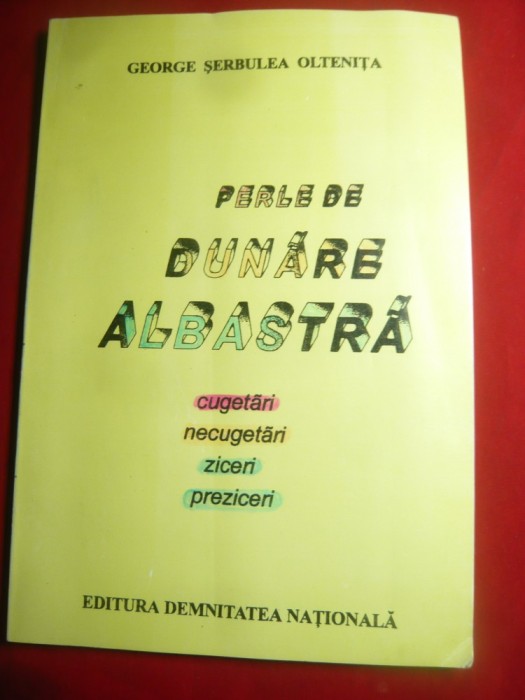 GEORGE ŞERBULEA OLTENIŢA
PERLE DE
DUNĂRE
ALBASTRĂ
cugetări
necugetări
ziceri
preziceri
EDITURA DEMNITATEA NAŢIONALĂ